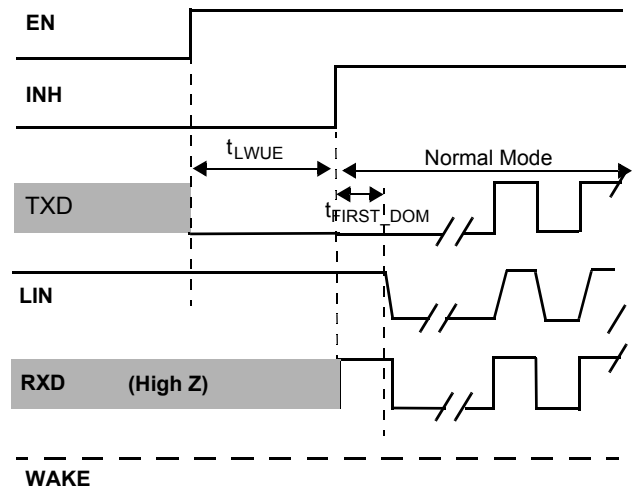 EN
INH
tLWUE
Normal Mode
TXD
tFIRST_DOM
LIN
RXD (High Z)
WAKE